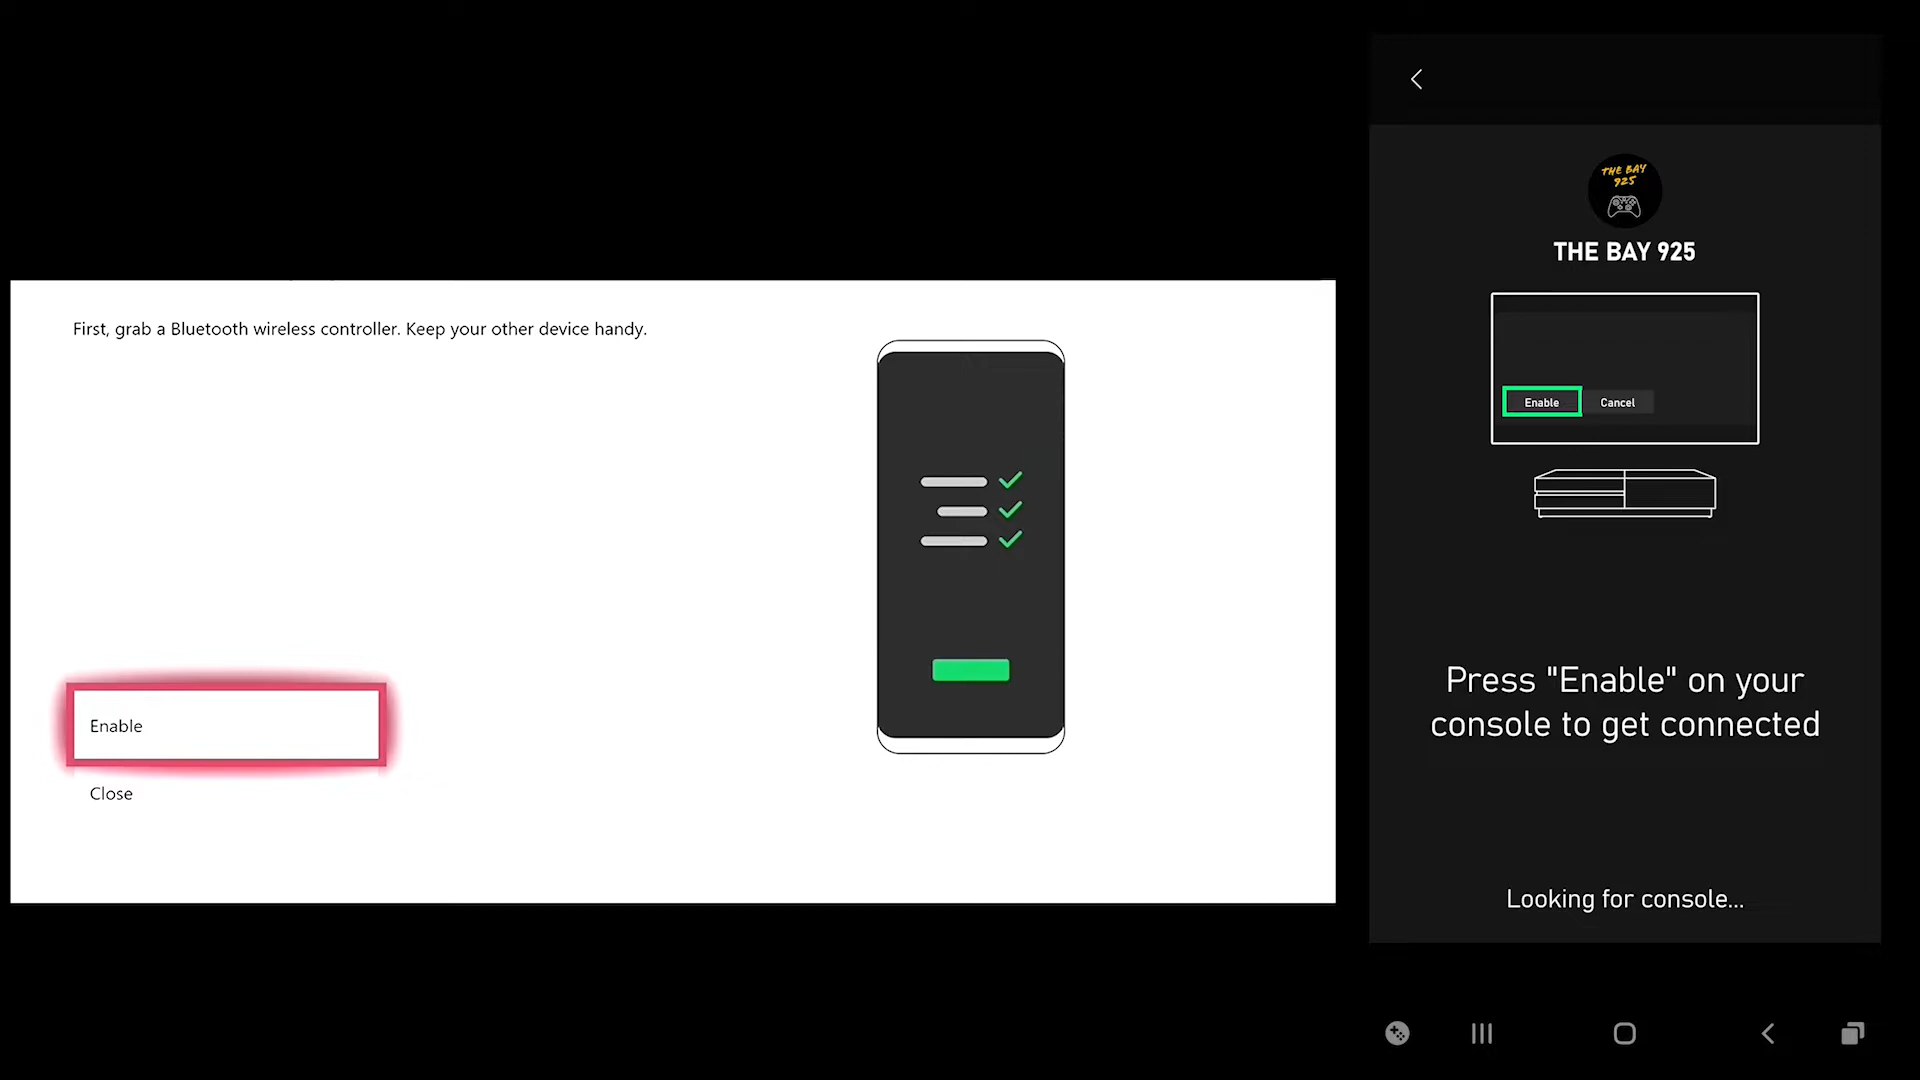 First, grab a Bluetooth wireless controller. Keep your other device handy.
Enable
Close
THE BAY
925
THE BAY 925
Enable
Cancel
Press "Enable" on your
console to get connected
Looking for console...